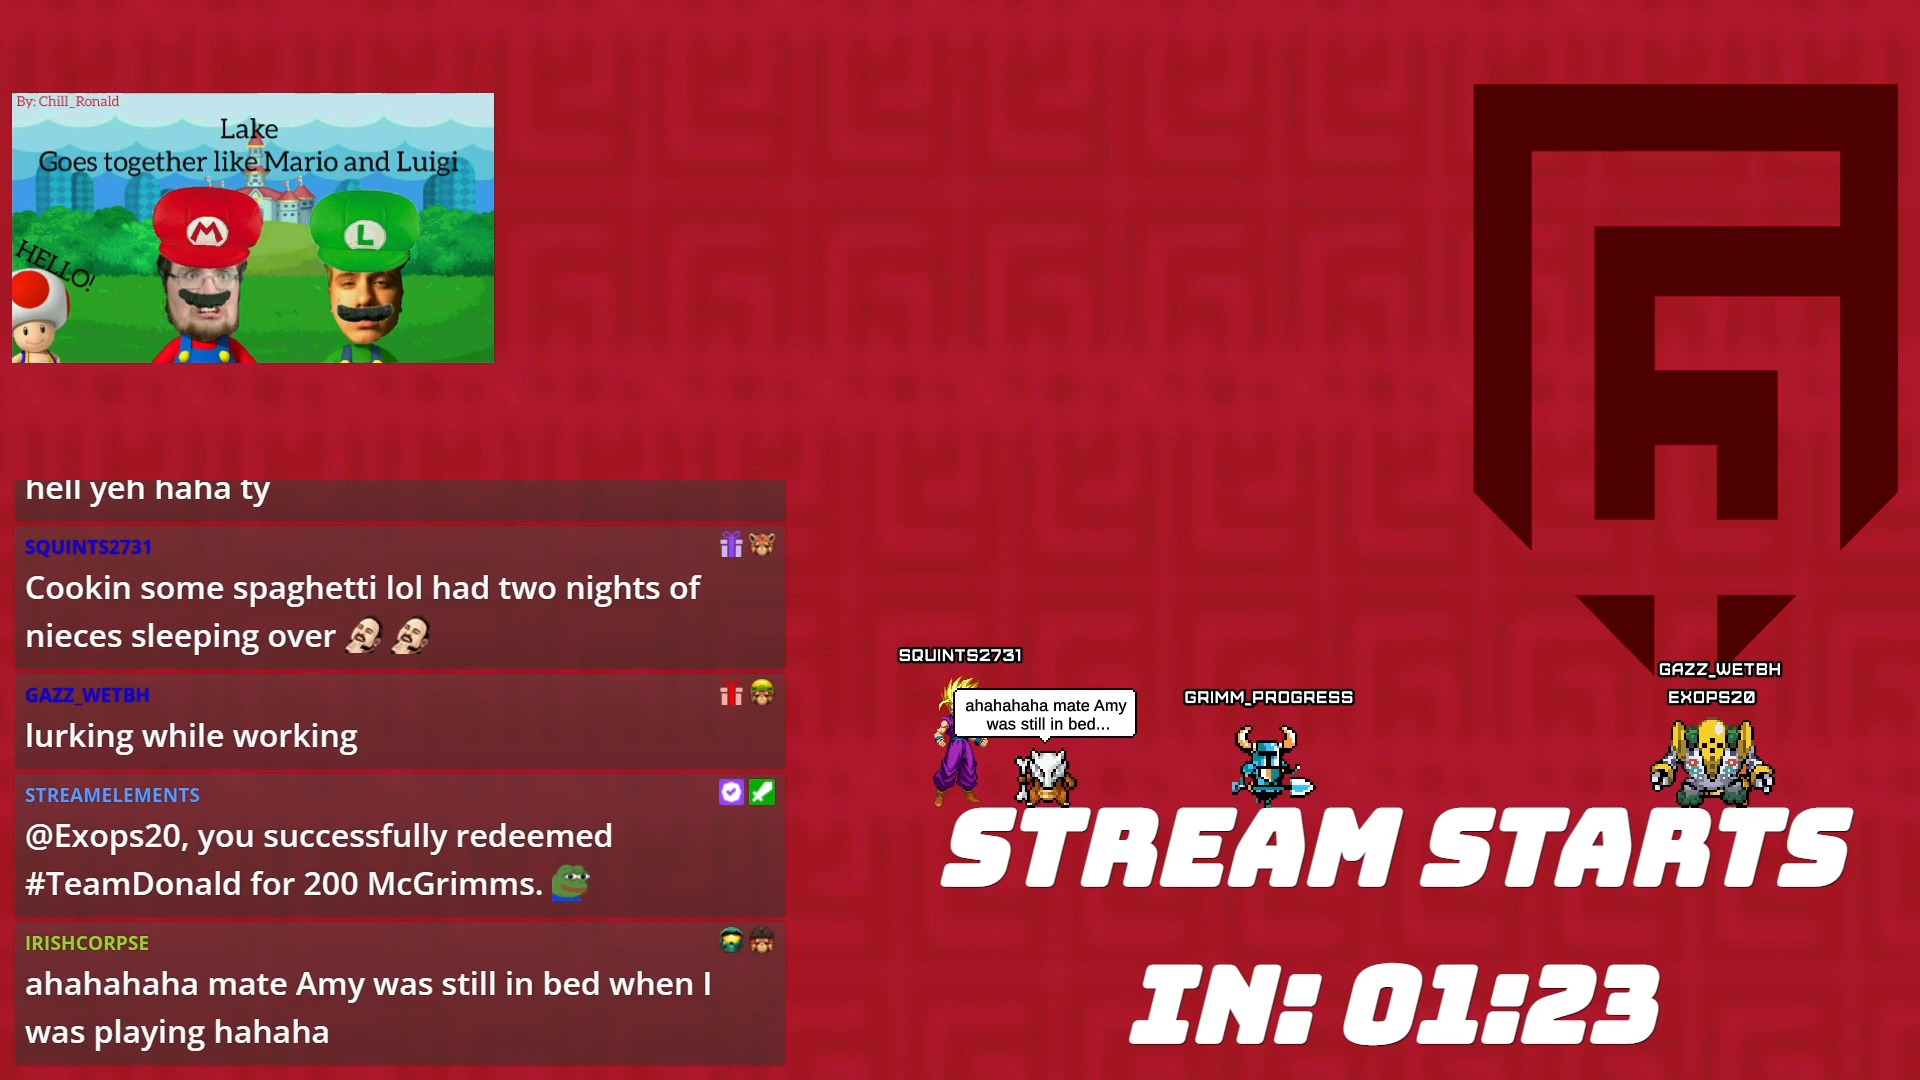 By: Chill_Ronald
Lake
Goes together like Mario and Luigi
M
L
HELLO!
hell yeh haha ty
SQUINTS2731
Cookin some spaghetti lol had two nights of
nieces sleeping over
GAZZ_WETBH
lurking while working
STREAMELEMENTS
@Exops20, you successfully redeemed
#TeamDonald for 200 McGrimms.
IRISHCORPSE
ahahahaha mate Amy was still in bed when I
was playing hahaha
SQUINTS2731
ahahahaha mate Amy
was still in bed...
GRIMM_PROGRESS
GAZZ_WETBH
EXOPS20
STREAM STARTS
IN: 01:23